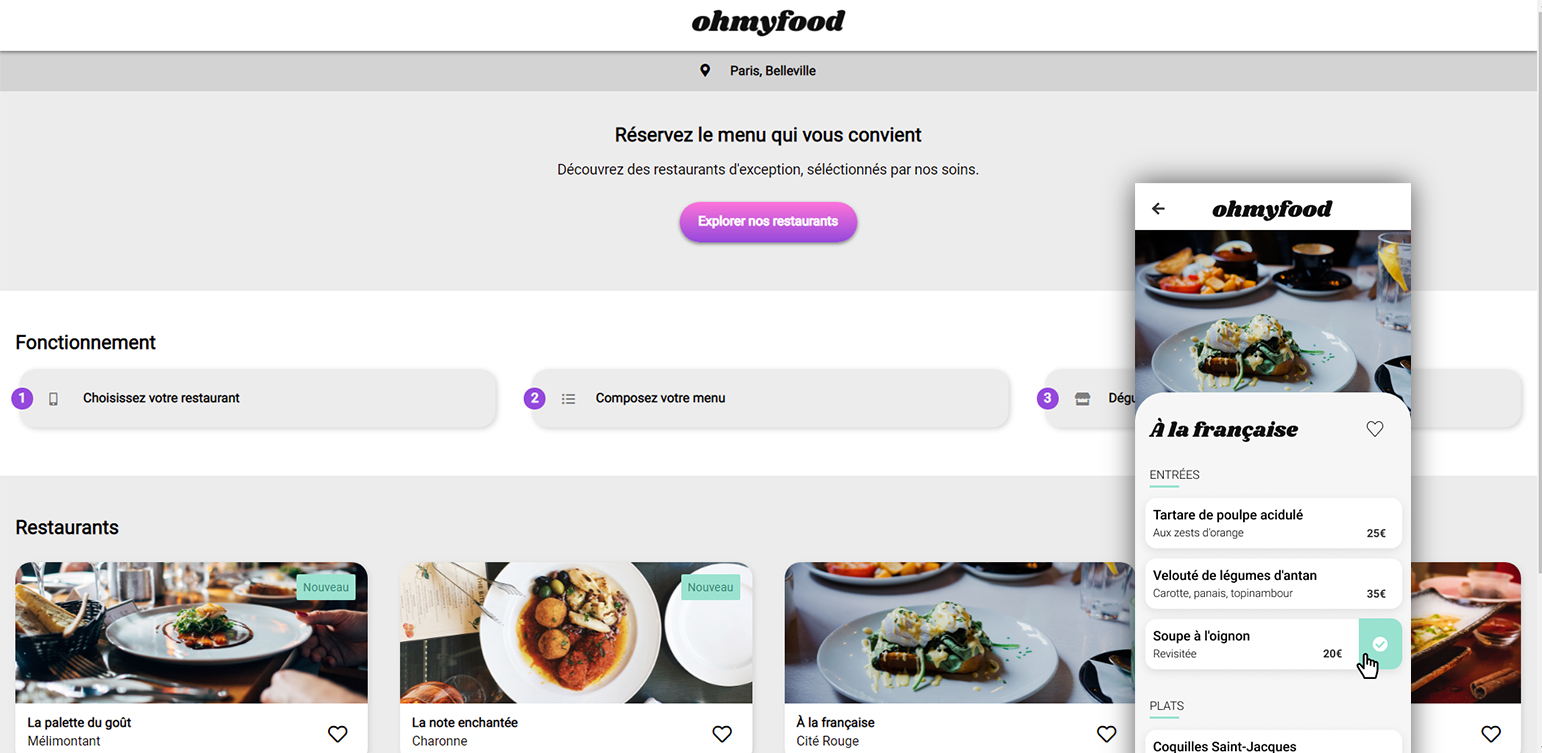 ohmyfood
Paris, Belleville
Réservez le menu qui vous convient
Découvrez des restaurants d'exception, séléctionnés par nos soins.
Explorer nos restaurants
Fonctionnement
1 Choisissez votre restaurant
2 Composez votre menu
3
Restaurants
Nouveau
La palette du goût
Mélimontant
Nouveau
La note enchantée
Charonne
À la française
Cité Rouge
ohmyfood
À la française
ENTRÉES
Tartare de poulpe acidulé
Aux zests d'orange 25€
Velouté de légumes d'antan
Carotte, panais, topinambour 35€
Soupe à l'oignon
Revisitée 20€
PLATS
Coquilles Saint-Jacques